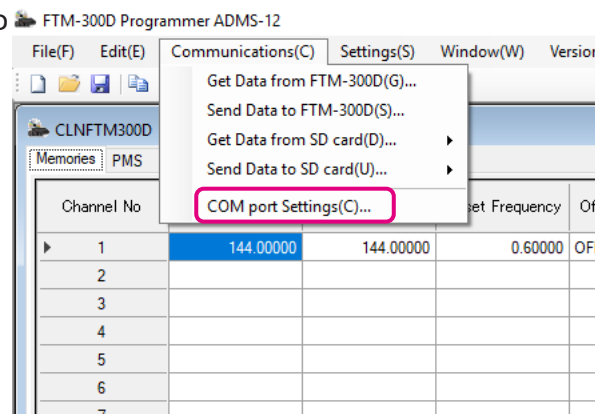 FTM-300D Programmer ADMS-12
File(F) Edit(E) Communications(C) Settings(S) Window(W)
Get Data from FTM-300D(G)...
Send Data to FTM-300D(S)...
Get Data from SD card(D)...
Send Data to SD card(U)...
COM port Settings(C)...
CLNFTM300D
Memories PMS
Channel No Frequency
1 144.00000 144.00000 0.60000
2
3
4
5
6